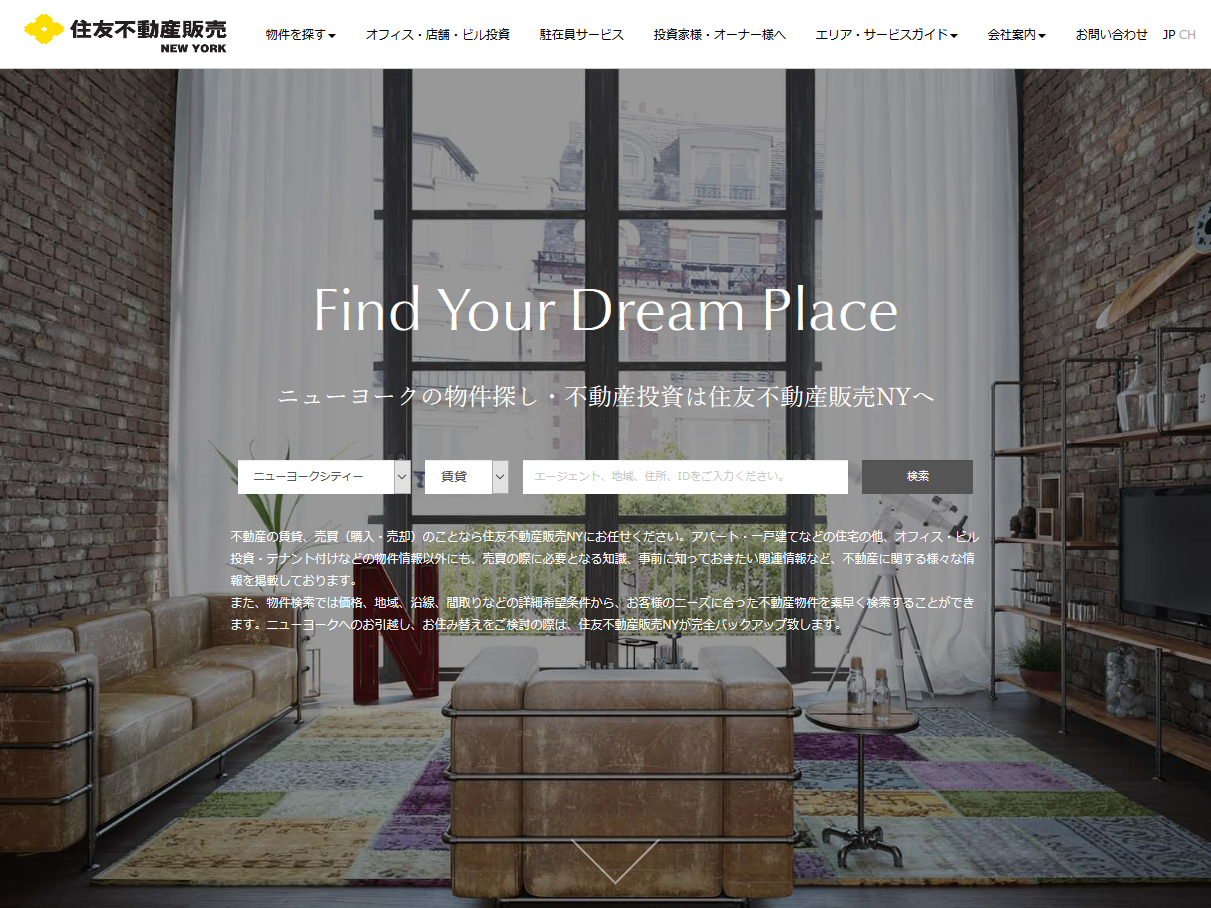 住友不動産販売
NEW YORK
物件を探す オフィス・店舗・ビル投資 駐在員サービス 投資家様・オーナー様へ エリア・サービスガイド 会社案内 お問い合わせ JP CH
Find Your Dream Place
ニューヨークの物件探し・不動産投資は住友不動産販売NYへ
ニューヨークシティー 賃貸 エージェント、地域、住所、IDをご入力ください。 検索
不動産の賃貸、売買（購入・売却）のことなら住友不動産販売NYにお任せください。アパート・一戸建てなどの住宅の他、オフィス・ビル
投資・テナント付けなどの物件情報以外にも、売買の際に必要となる知識、事前に知っておきたい関連情報など、不動産に関する様々な情
報を掲載しております。
また、物件検索では価格、地域、沿線、間取りなどの詳細希望条件から、お客様のニーズに合った不動産物件を素早く検索することができ
ます。ニューヨークへのお引越し、お住み替えをご検討の際は、住友不動産販売NYが完全バックアップ致します。
N